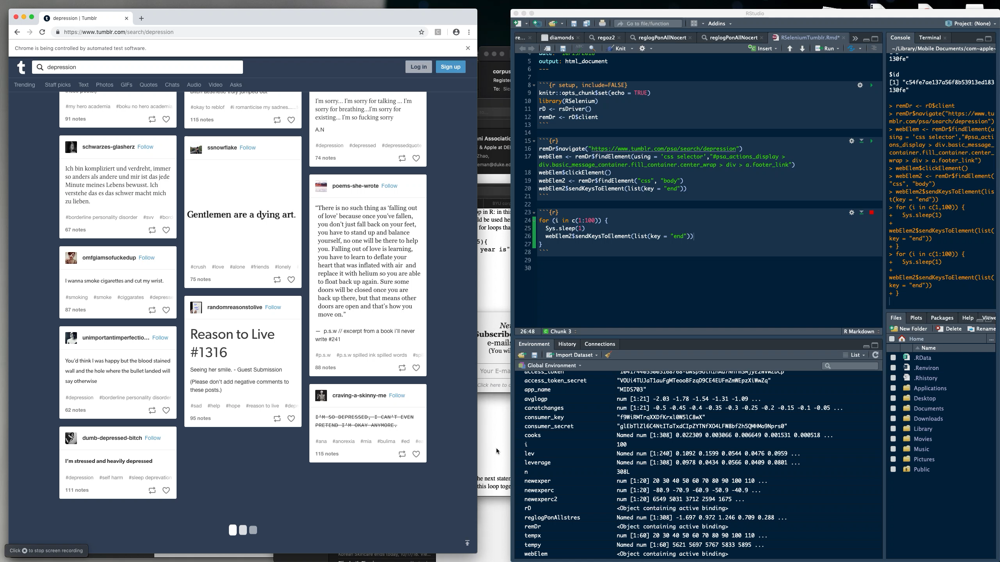 depression | Tumblr
https://www.tumblr.com/search/depression
Chrome is being controlled by automated test software.
depression
Log in
Sign up
Trending Staff picks Text Photos GIFs Quotes Chats Audio Video Asks
these posts.)
#my hero academia #boku no hero academia
91 notes
schwarzes-glasherz Follow
Ich bin kompliziert und verdreht, immer
so anders als andere und mir ist das jede
Minute meines Lebens bewusst. Ich
verstehe das es das schwer macht mich
zu lieben.
#borderline personality disorder #svv #bord
67 notes
omfgiamsofuckedup Follow
I wanna smoke cigarettes and cut my wrist.
#smoking #smoke #ciggarates #depresse
87 notes
unimportantimperfectio... Follow
You'd think I was happy but the blood stained
wall and the hole where the bullet landed will
say otherwise
#depression #borderline personality disorder
62 notes
dumb-depressed-bitch Follow
I'm stressed and heavily depressed
#depression #self harm #sleep deprevation
111 notes
bitch aesthetic truly jumped out
#okay to reblof #i romanticise my sadnes......f
115 notes
ssnowflake Follow
Gentlemen are a dying art.
#crush #love #alone #friends #lonely
75 notes
randomreasonstolive Follow
Reason to Live
#1316
Seeing her smile. - Guest Submission
(Please don't add negative comments to
these posts.)
#sad #help #hope #reason to live #depr
95 notes
I'm sorry... I'm sorry for talking ... I'm
sorry for breathing...I'm sorry for
existing... I'm so fucking sorry
A.N
#depression #depressed #depressedquote
74 notes
poems-she-wrote Follow
“There is no such thing as ‘falling out
of love’ because once you’ve fallen,
you don’t just fall back on your feet,
you have to stand up and balance
yourself, no one will be there to help
you. Falling out of love is learning,
you have to learn to deflate your
heart that was inflated with air and
replace it with helium so you are able
to float back up again. Sure some
doors will be closed once you are
back up there, but that means other
doors are open and that’s how you
move on.”
— p.s.w // excerpt from a book i’ll never
write #241
#p.s.w #p.s.w spilled ink spilled words #spil
88 notes
craving-a-skinny-me Follow
I’M SO DEPRESSED, I CAN’T EVEN
PRETEND I’M OKAY ANYMORE.
#ana #anorexia #mia #bulima #ed #ea
115 notes
Click to stop screen recording
Korean Skincare ends today, 10/17/18. Vie...
corpus
Registe
To: Sic
ni Associatic
& Apple at DEI
Zhao,
eman@duke.ed
BYU corp
op in R: in this
ld be used he
for loops tha
5){
year is"
Ne
Subscribe
e-mails
(You wil
Your E-ma
Click here to c
he next staten
this loop toge
RStudio
Go to file/function
Addins
Project: (None)
re... diamonds regoz2 reglogPonAllNocert reglogPonAllNocert RSeleniumTumblr.Rmd*
ABC Knit Insert Run
4 date: "10/15/2018"
5 output: html_document
6 ---
7
8 ```{r setup, include=FALSE}
9 knitr::opts_chunk$set(echo = TRUE)
10 library(RSelenium)
11 rD <- rsDriver()
12 remDr <- rD$client
13 ```
14
15 ```{r}
16 remDr$navigate("https://www.tumblr.com/psa/search/depression")
17 webElem <- remDr$findElement(using = 'css selector',"#psa_actions_display >
div.basic_message_container.fill_container.center_wrap > div > a.footer_link")
18 webElem$clickElement()
19 webElem2 <- remDr$findElement("css", "body")
20 webElem2$sendKeysToElement(list(key = "end"))
21 ```
22
23 ```{r}
24 for (i in c(1:100)) {
25 Sys.sleep(1)
26 webElem2$sendKeysToElement(list(key = "end"))
27 }
28 ```
29
30
26:48 Chunk 3 R Markdown
Environment History Connections
Import Dataset List
Global Environment
access_token
access_token_secret "VOUi4TUJaT1auFgMTeooBFzqD9CE4EUFmZmWEpzXiWwZq"
app_name "MIDS703"
avglogp num [1:21] -2.03 -1.78 -1.54 -1.31 -1.09 ...
caratchanges num [1:21] -0.5 -0.45 -0.4 -0.35 -0.3 -0.25 -0.2 -0.15 -0.1 -0.05 ...
consumer_key "f9WiRMTrqXXDfKrxl0W5lC8wX"
consumer_secret "glEbTlZl6C4NtITaTxdCIpZYTNfXO4LFW8bf2h5QMHMo9Nprs0"
cooks Named num [1:308] 0.022309 0.003066 0.006649 0.001531 0.000518 ...
i 100
lev Named num [1:240] 0.1092 0.1599 0.0544 0.0476 0.0959 ...
leverage Named num [1:308] 0.0978 0.0434 0.0566 0.0409 0.0801 ...
n 308L
newexper num [1:20] 20 30 40 50 60 70 80 90 100 110 ...
newexperc num [1:20] -80.9 -70.9 -60.9 -50.9 -40.9 ...
newexperc2 num [1:20] 6549 5031 3712 2594 1675 ...
rD <Object containing active binding>
reglogPonAllstres Named num [1:308] -1.697 0.972 1.246 0.709 0.288 ...
remDr <Object containing active binding>
tempx num [1:60] 20 30 40 50 60 70 80 90 100 110 ...
tempy Named num [1:60] 5621 5697 5767 5833 5895 ...
webElem <Object containing active binding>
Console Terminal
~/Library/Mobile Documents/com~apple~
130fe"
$id
[1] "c54fe7ae137a56f8b53913ed183
130fe"
> remDr <- rD$client
> remDr$navigate("https://www.tu
mblr.com/psa/search/depression")
> webElem <- remDr$findElement(u
sing = 'css selector',"#psa_acti
ons_display > div.basic_message_
container.fill_container.center_
wrap > div > a.footer_link")
> webElem$clickElement()
> webElem2 <- remDr$findElement(
"css", "body")
> webElem2$sendKeysToElement(lis
t(key = "end"))
> for (i in c(1,100)) {
+ Sys.sleep(1)
+
webElem2$sendKeysToElement(list(
key = "end"))
+ }
> for (i in c(1:100)) {
+ Sys.sleep(1)
+
webElem2$sendKeysToElement(list(
key = "end"))
+ }
Files Plots Packages Help Viewe
New Folder Delete Rename
Home ...
Name
.RData
.Renviron
.Rhistory
Applications
Desktop
Documents
Downloads
Library
Movies
Music
Pictures
Public